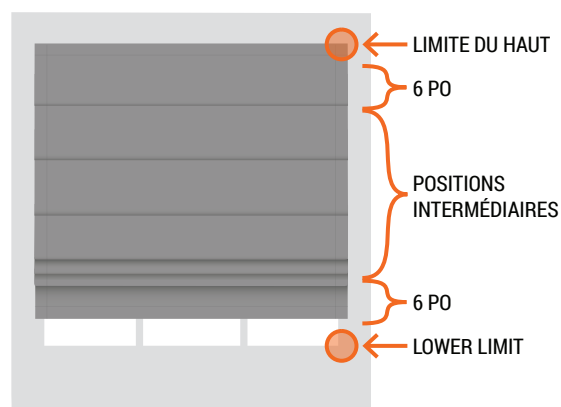 LIMITE DU HAUT
6 PO
POSITIONS
INTERMÉDIAIRES
6 PO
LOWER LIMIT